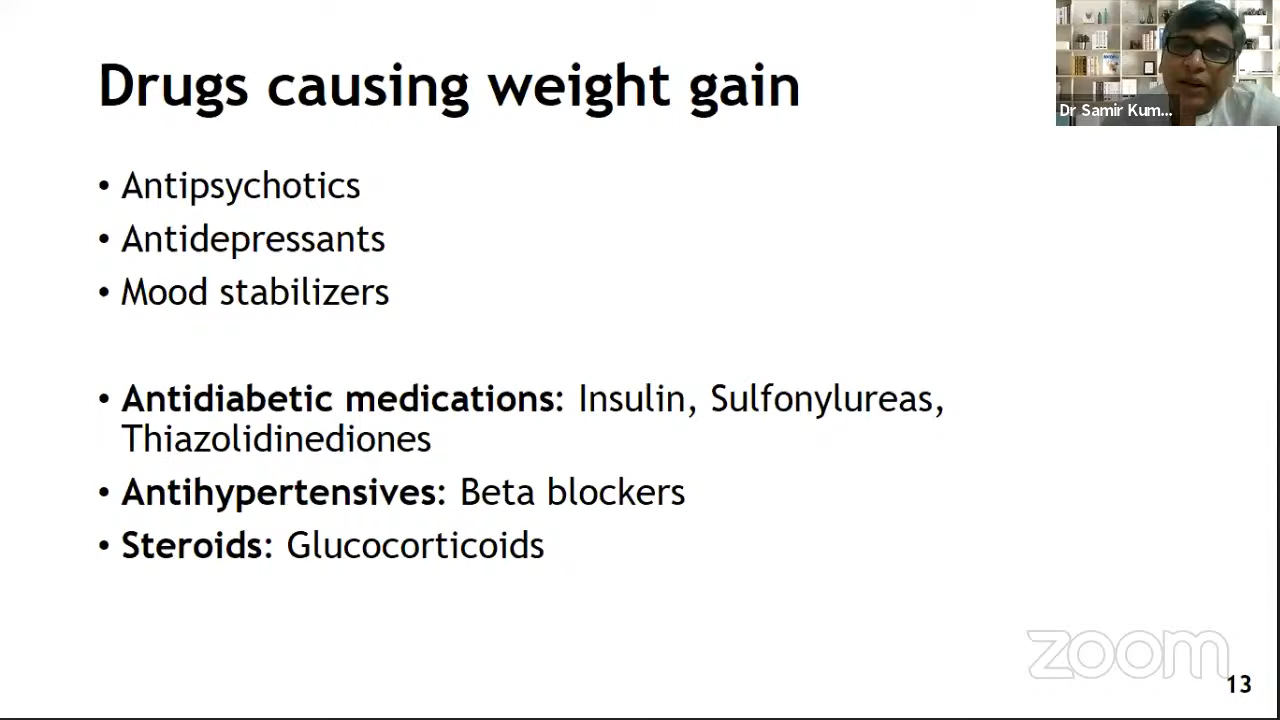 Drugs causing weight gain
Dr Samir Kum...
• Antipsychotics
• Antidepressants
• Mood stabilizers
• Antidiabetic medications: Insulin, Sulfonylureas,
Thiazolidinediones
• Antihypertensives: Beta blockers
• Steroids: Glucocorticoids
zoom
13